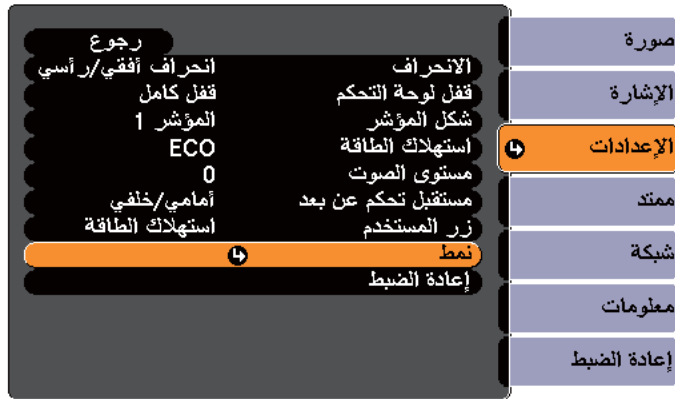 صورة
الإشارة
الإعدادات
ممتد
شبكة
معلومات
إعادة الضبط
رجوع
الانحراف انحراف أفقي/رأسي
قفل لوحة التحكم قفل كامل
شكل المؤشر المؤشر 1
استهلاك الطاقة ECO
مستوى الصوت 0
مستقبل تحكم عن بعد أمامي/خلفي
زر المستخدم استهلاك الطاقة
نمط
إعادة الضبط